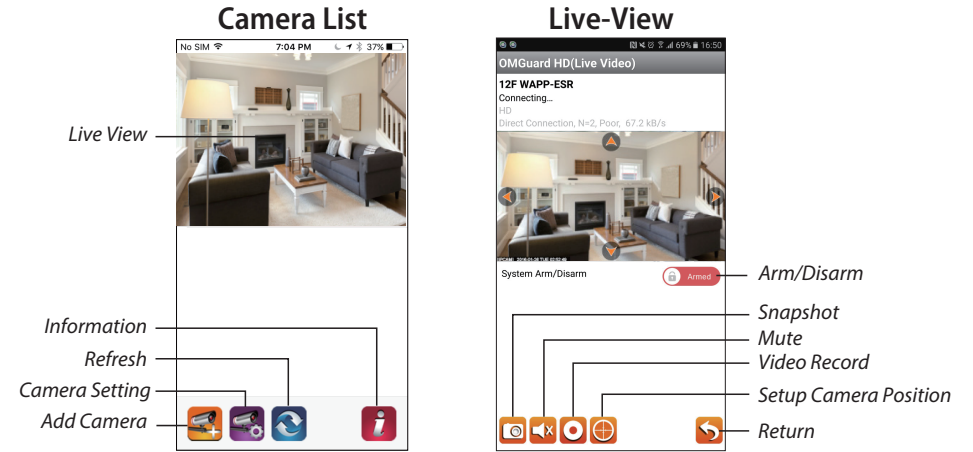 Camera List
No SIM 7:04 PM 37%
Live View
Information
Refresh
Camera Setting
Add Camera
Live-View
69% 16:50
OMGuard HD(Live Video)
12F WAPP-ESR
Connecting...
HD
Direct Connection, N=2, Poor, 67.2 kB/s
System Arm/Disarm
Armed
Arm/Disarm
Snapshot
Mute
Video Record
Setup Camera Position
Return